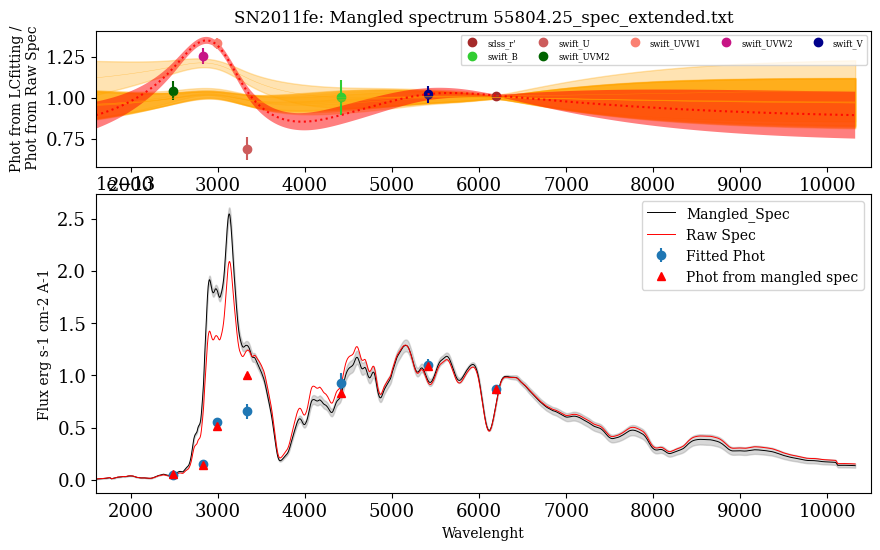 SN2011fe: Mangled spectrum 55804.25_spec_extended.txt
Phot from LCfitting /
Phot from Raw Spec
1.25
1.00
0.75
sdss_r' swift_U swift_UVW1 swift_UVW2 swift_V
swift_B swift_UVM2
2000 3000 4000 5000 6000 7000 8000 9000 10000
1e−13
Flux erg s-1 cm-2 A-1
2.5
2.0
1.5
1.0
0.5
0.0
Mangled_Spec
Raw Spec
Fitted Phot
Phot from mangled spec
2000 3000 4000 5000 6000 7000 8000 9000 10000
Wavelenght